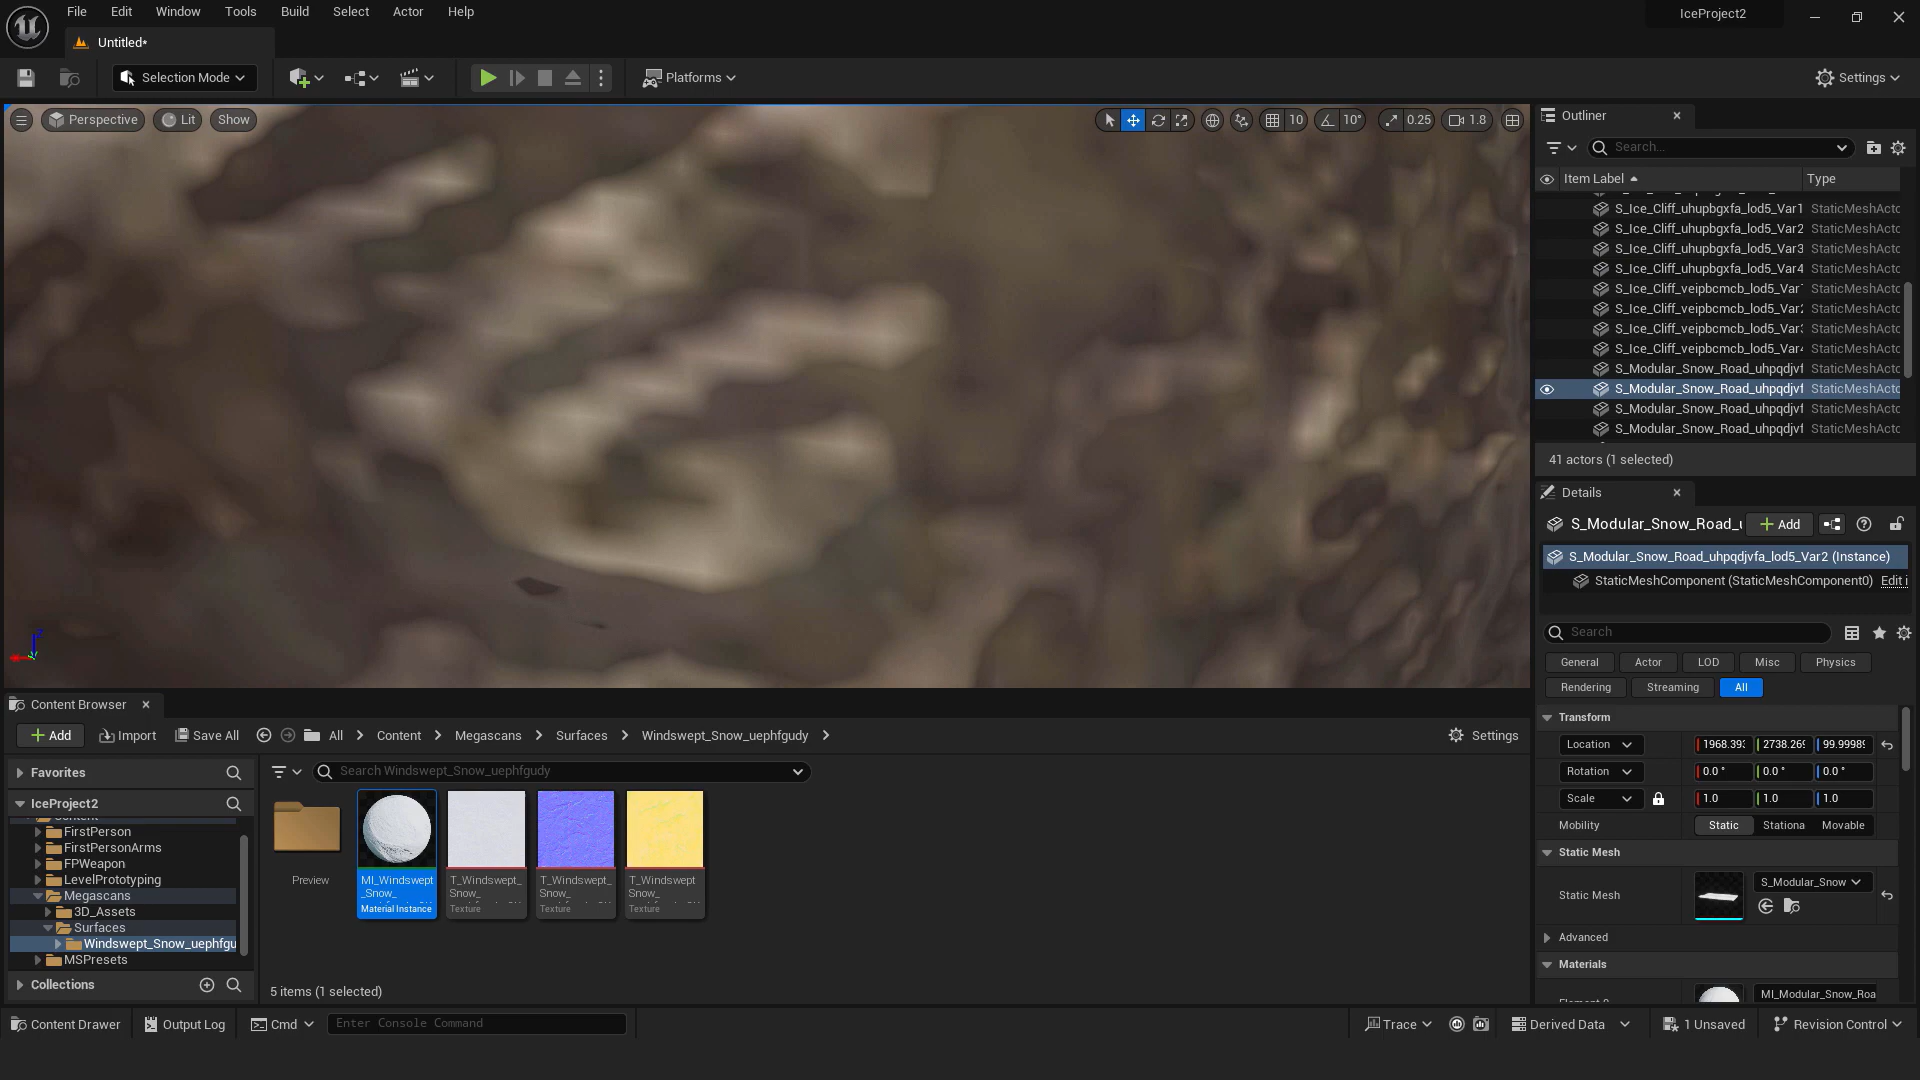 File Edit Window Tools Build Select Actor Help
IceProject2
Untitled*
Selection Mode
Platforms
Settings
Perspective Lit Show
10 10° 0.25 1.8
Outliner
Search...
Item Label Type
S_Ice_Cliff_uhupbgxfa_lod5_Var1 StaticMeshActo
S_Ice_Cliff_uhupbgxfa_lod5_Var2 StaticMeshActo
S_Ice_Cliff_uhupbgxfa_lod5_Var3 StaticMeshActo
S_Ice_Cliff_uhupbgxfa_lod5_Var4 StaticMeshActo
S_Ice_Cliff_veipbcmcb_lod5_Var StaticMeshActo
S_Ice_Cliff_veipbcmcb_lod5_Var StaticMeshActo
S_Ice_Cliff_veipbcmcb_lod5_Var StaticMeshActo
S_Ice_Cliff_veipbcmcb_lod5_Var StaticMeshActo
S_Modular_Snow_Road_uhpqdjvf StaticMeshActo
S_Modular_Snow_Road_uhpqdjvf StaticMeshActo
S_Modular_Snow_Road_uhpqdjvf StaticMeshActo
S_Modular_Snow_Road_uhpqdjvf StaticMeshActo
41 actors (1 selected)
Details
S_Modular_Snow_Road_u Add
S_Modular_Snow_Road_uhpqdjvfa_lod5_Var2 (Instance)
StaticMeshComponent (StaticMeshComponent0) Edit i
Search
General Actor LOD Misc Physics
Rendering Streaming All
Transform
Location 1968.393 2738.269 99.99989
Rotation 0.0 ° 0.0 ° 0.0 °
Scale 1.0 1.0 1.0
Mobility Static Stationa Movable
Static Mesh
Static Mesh S_Modular_Snow
Advanced
Materials
MI_Modular_Snow_Roa
Content Browser
Add Import Save All All Content Megascans Surfaces Windswept_Snow_uephfgudy Settings
Favorites
Search Windswept_Snow_uephfgudy
IceProject2
Content
FirstPerson
FirstPersonArms
FPWeapon
LevelPrototyping
Megascans
3D_Assets
Surfaces
Windswept_Snow_uephfgu
MSPresets
Collections
Preview
MI_Windswept
_Snow_
Material Instance
T_Windswept_
Snow_
Texture
T_Windswept_
Snow_
Texture
T_Windswept
Snow_
Texture
5 items (1 selected)
Content Drawer Output Log Cmd Enter Console Command
Trace Derived Data 1 Unsaved Revision Control